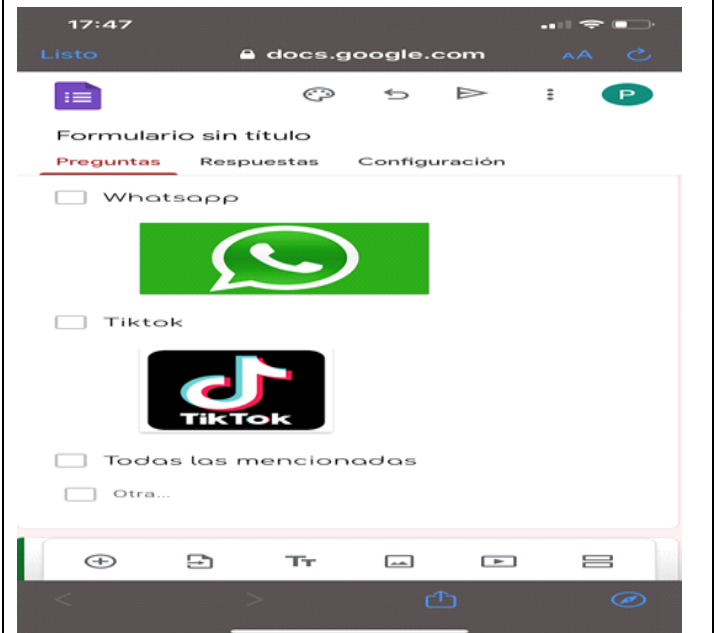 17:47
Listo docs.google.com AA
P
Formulario sin título
Preguntas Respuestas Configuración
Whatsapp
Tiktok
TikTok
Todas las mencionadas
Otra...
Tт